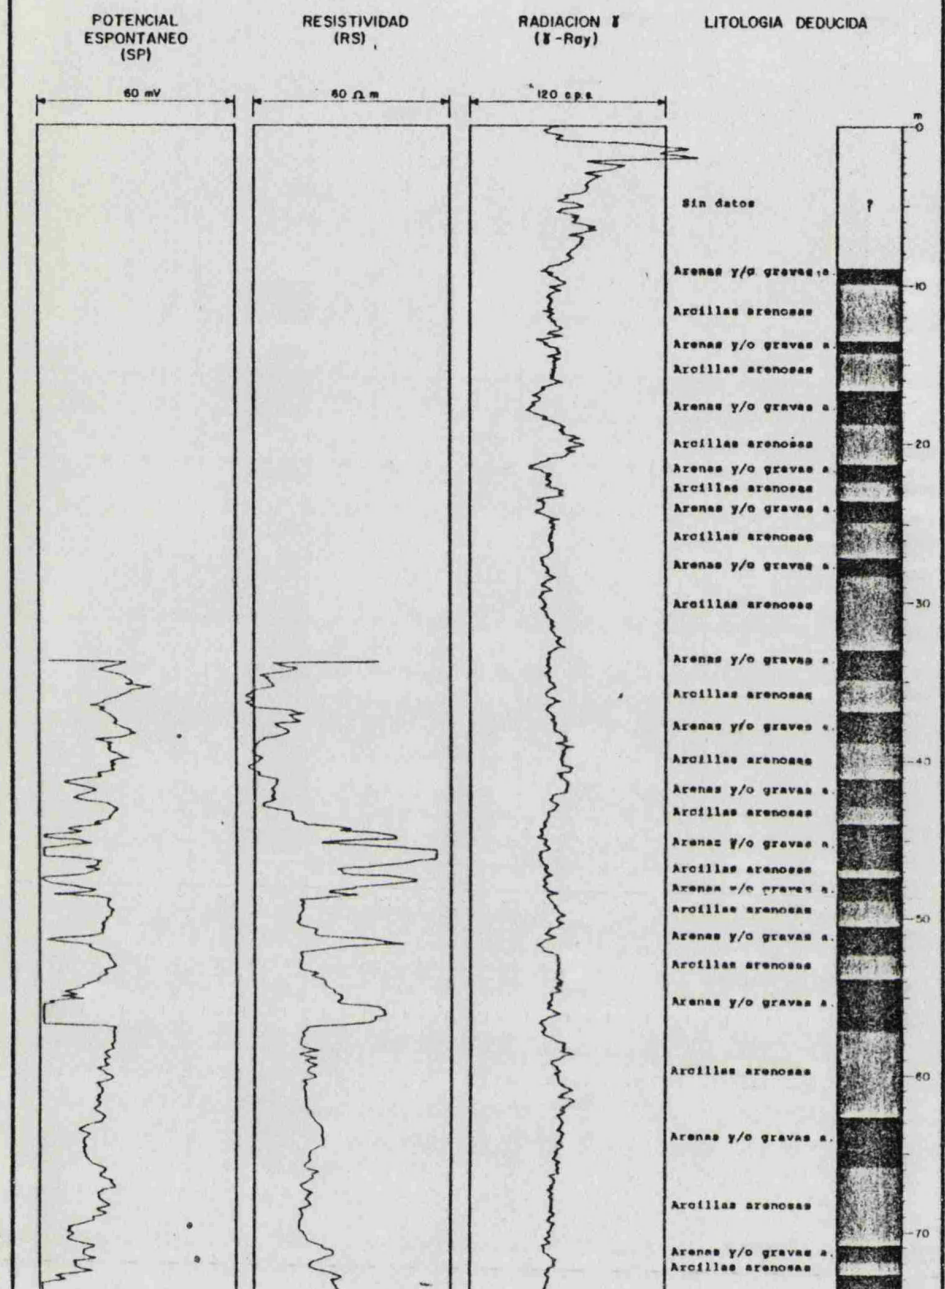 POTENCIAL
ESPONTANEO
(SP)
RESISTIVIDAD
(RS)
RADIACION ɣ
(ɣ-Ray)
LITOLOGIA DEDUCIDA
60 mV
60 Ω m
120 c.p.s.
m
0
Sin datos
?
Arenas y/o gravas a.
10
Arcillas arenosas
Arenas y/o gravas a.
Arcillas arenosas
Arenas y/o gravas a.
Arcillas arenosas
20
Arenas y/o gravas a.
Arcillas arenosas
Arenas y/o gravas a.
Arcillas arenosas
Arenas y/o gravas a.
Arcillas arenosas
30
Arenas y/o gravas a.
Arcillas arenosas
Arenas y/o gravas a.
Arcillas arenosas
40
Arenas y/o gravas a.
Arcillas arenosas
Arenas y/o gravas a.
Arcillas arenosas
Arenas y/o gravas a.
Arcillas arenosas
50
Arenas y/o gravas a.
Arcillas arenosas
Arenas y/o gravas a.
Arcillas arenosas
60
Arenas y/o gravas a.
Arcillas arenosas
70
Arenas y/o gravas a.
Arcillas arenosas